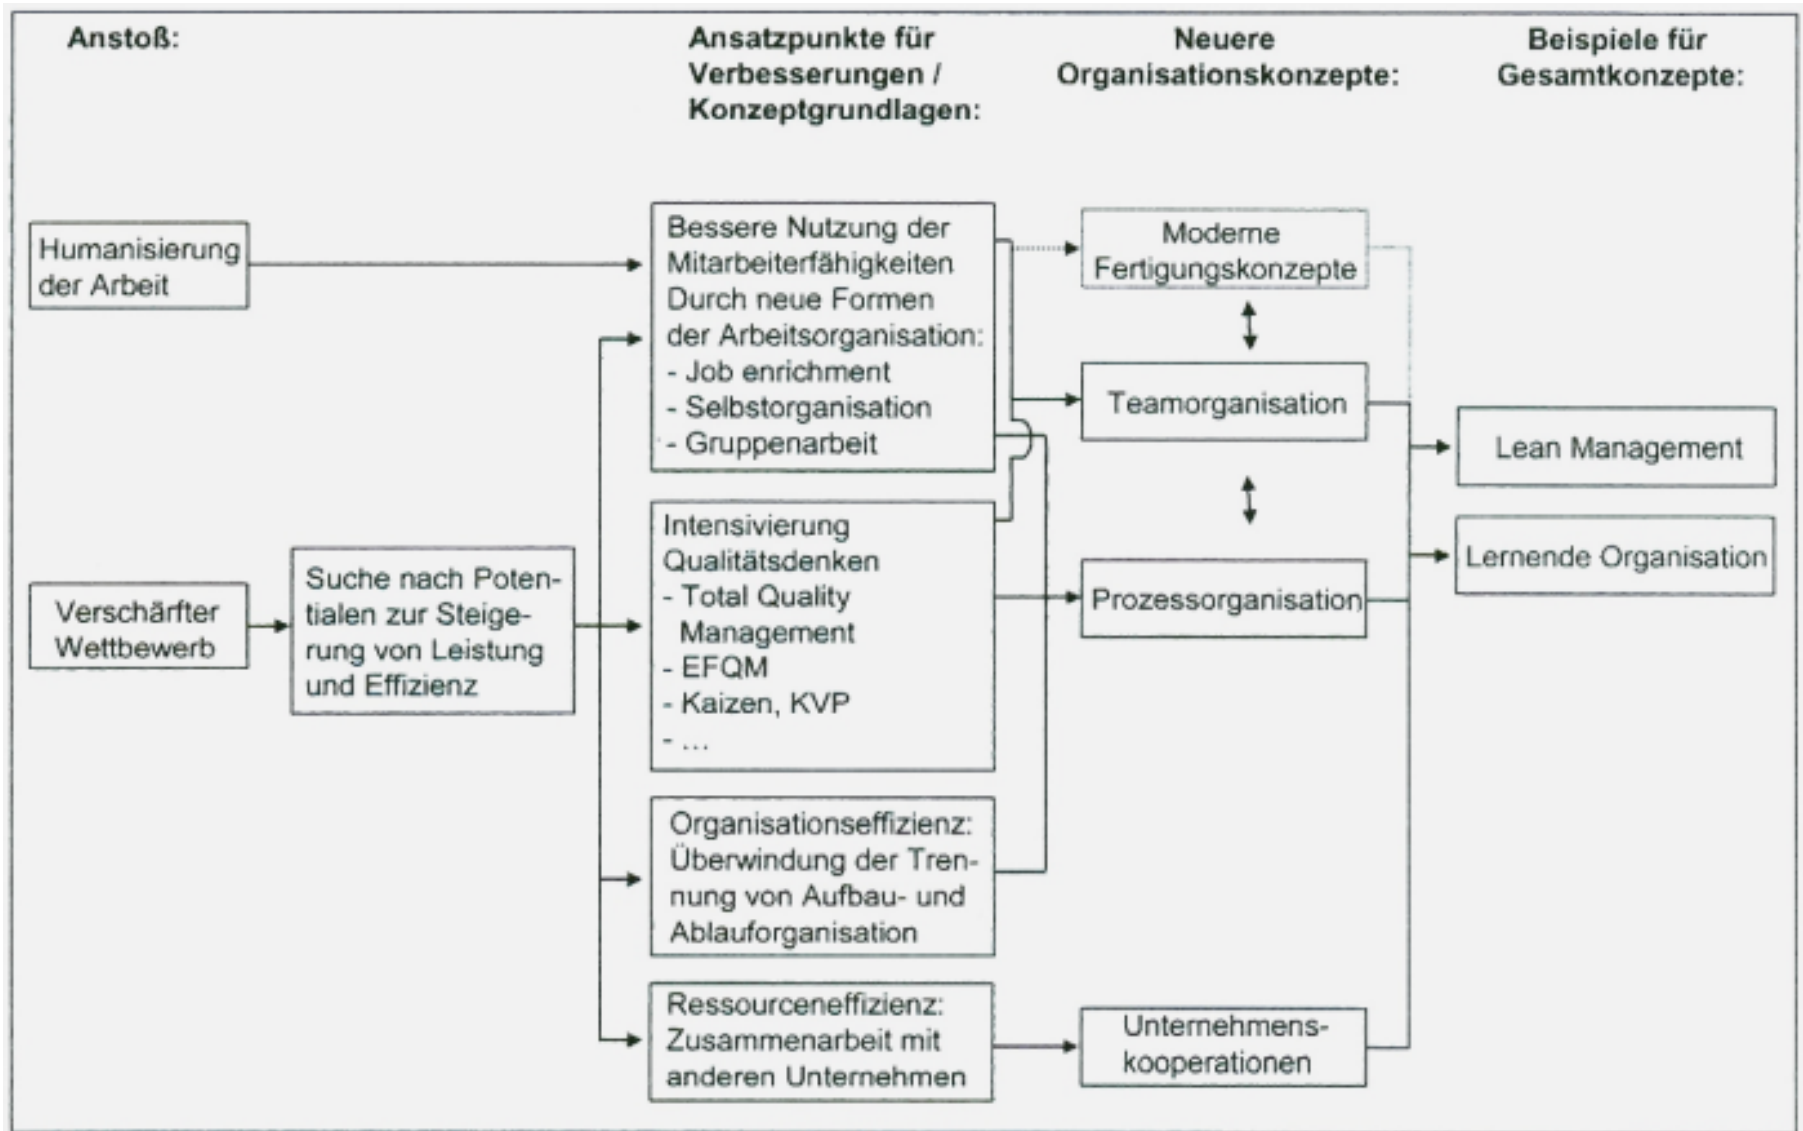 Anstoß:
Ansatzpunkte für
Verbesserungen /
Konzeptgrundlagen:
Neuere
Organisationskonzepte:
Beispiele für
Gesamtkonzepte:
Humanisierung
der Arbeit
Verschärfter
Wettbewerb
Suche nach Poten-
tialen zur Steige-
rung von Leistung
und Effizienz
Bessere Nutzung der
Mitarbeiterfähigkeiten
Durch neue Formen
der Arbeitsorganisation:
- Job enrichment
- Selbstorganisation
- Gruppenarbeit
Intensivierung
Qualitätsdenken
- Total Quality
Management
- EFQM
- Kaizen, KVP
- ...
Organisationseffizienz:
Überwindung der Tren-
nung von Aufbau- und
Ablauforganisation
Ressourceneffizienz:
Zusammenarbeit mit
anderen Unternehmen
Moderne
Fertigungskonzepte
Teamorganisation
Prozessorganisation
Unternehmens-
kooperationen
Lean Management
Lernende Organisation